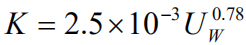 K = 2.5×10⁻³ U_W^0.78